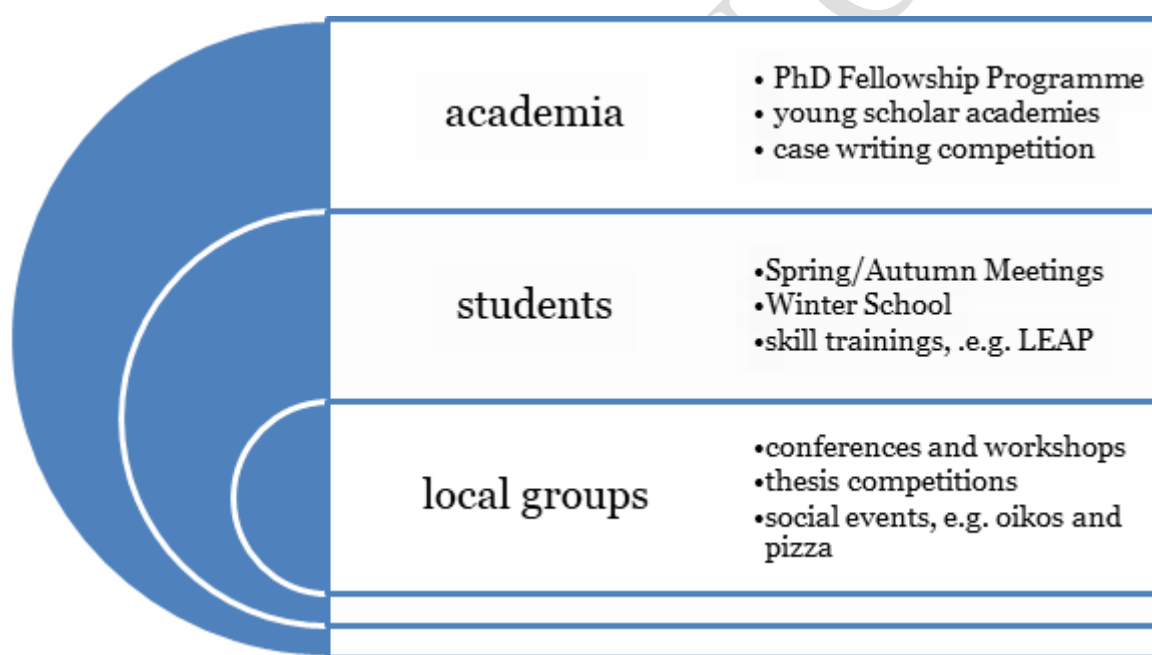 academia
• PhD Fellowship Programme
• young scholar academies
• case writing competition
students
•Spring/Autumn Meetings
•Winter School
•skill trainings, .e.g. LEAP
local groups
•conferences and workshops
•thesis competitions
•social events, e.g. oikos and
pizza